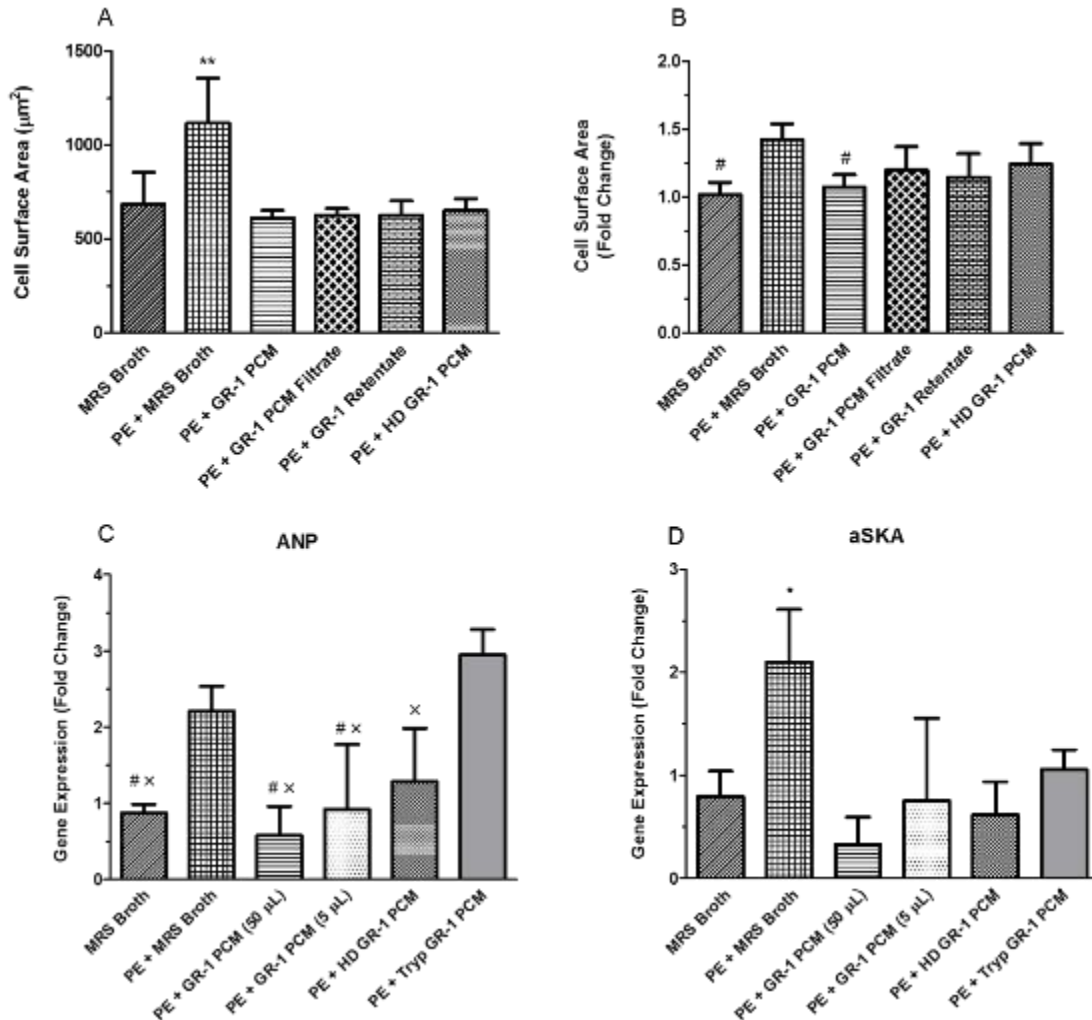 A
Cell Surface Area (μm²)
1500
1000
500
0
**
MRS Broth
PE + MRS Broth
PE + GR-1 PCM
PE + GR-1 PCM Filtrate
PE + GR-1 Retentate
PE + HD GR-1 PCM
B
Cell Surface Area
(Fold Change)
2.0
1.5
1.0
0.5
0.0
#
#
MRS Broth
PE + MRS Broth
PE + GR-1 PCM
PE + GR-1 PCM Filtrate
PE + GR-1 Retentate
PE + HD GR-1 PCM
C
ANP
Gene Expression (Fold Change)
4
3
2
1
0
# ×
# ×
# ×
×
MRS Broth
PE + MRS Broth
PE + GR-1 PCM (50 μL)
PE + GR-1 PCM (5 μL)
PE + HD GR-1 PCM
PE + Tryp GR-1 PCM
D
aSKA
Gene Expression (Fold Change)
3
2
1
0
*
MRS Broth
PE + MRS Broth
PE + GR-1 PCM (50 μL)
PE + GR-1 PCM (5 μL)
PE + HD GR-1 PCM
PE + Tryp GR-1 PCM